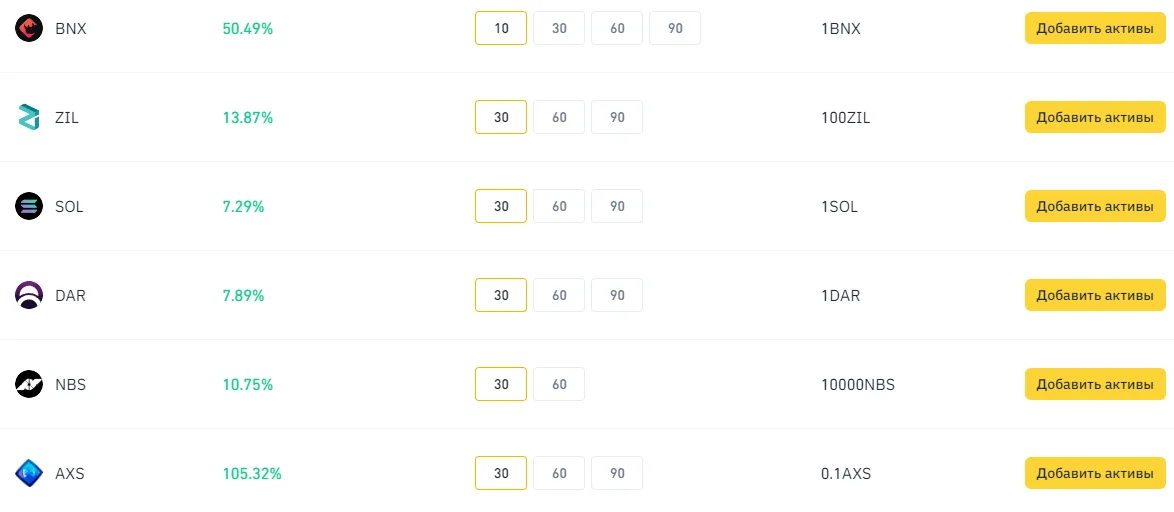 BNX 50.49% 10 30 60 90 1BNX Добавить активы
ZIL 13.87% 30 60 90 100ZIL Добавить активы
SOL 7.29% 30 60 90 1SOL Добавить активы
DAR 7.89% 30 60 90 1DAR Добавить активы
NBS 10.75% 30 60 10000NBS Добавить активы
AXS 105.32% 30 60 90 0.1AXS Добавить активы